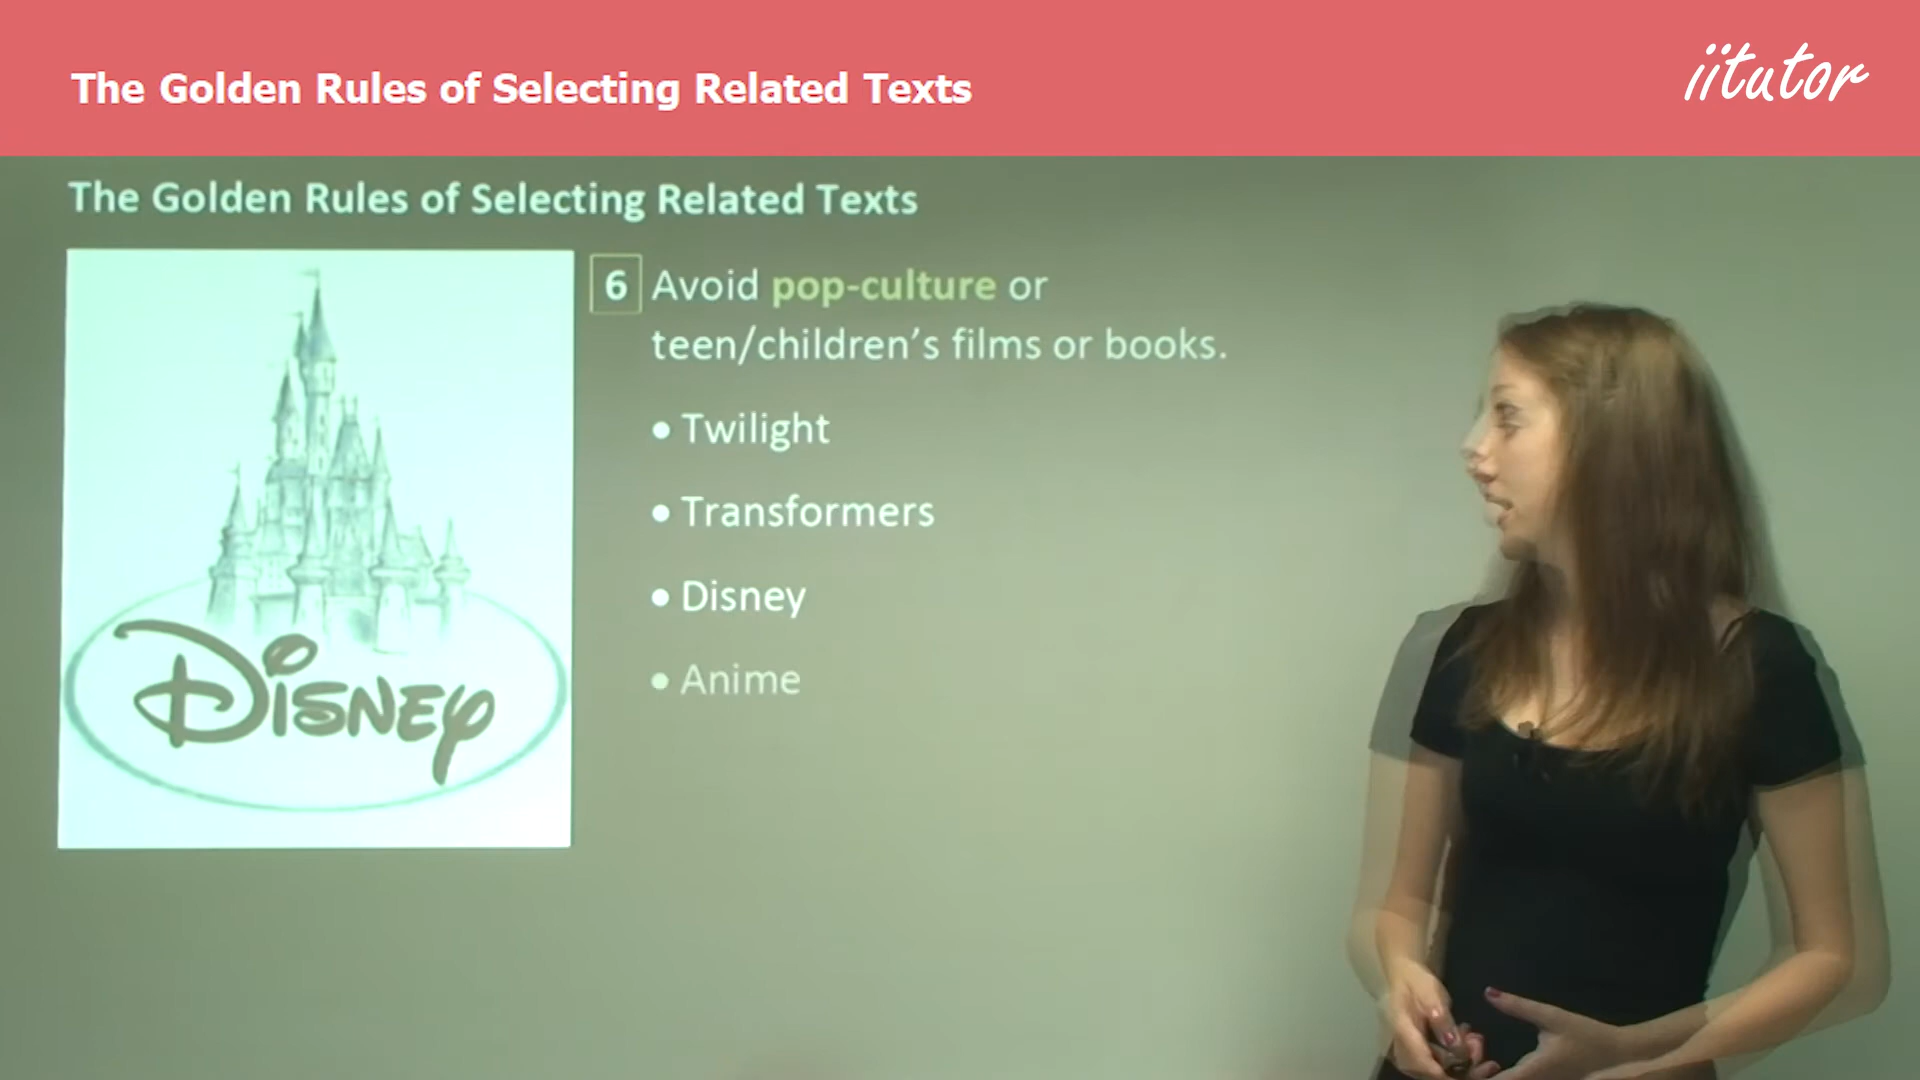 The Golden Rules of Selecting Related Texts
iitutor
The Golden Rules of Selecting Related Texts
6 Avoid pop-culture or
teen/children's films or books.
• Twilight
• Transformers
• Disney
• Anime
Disney